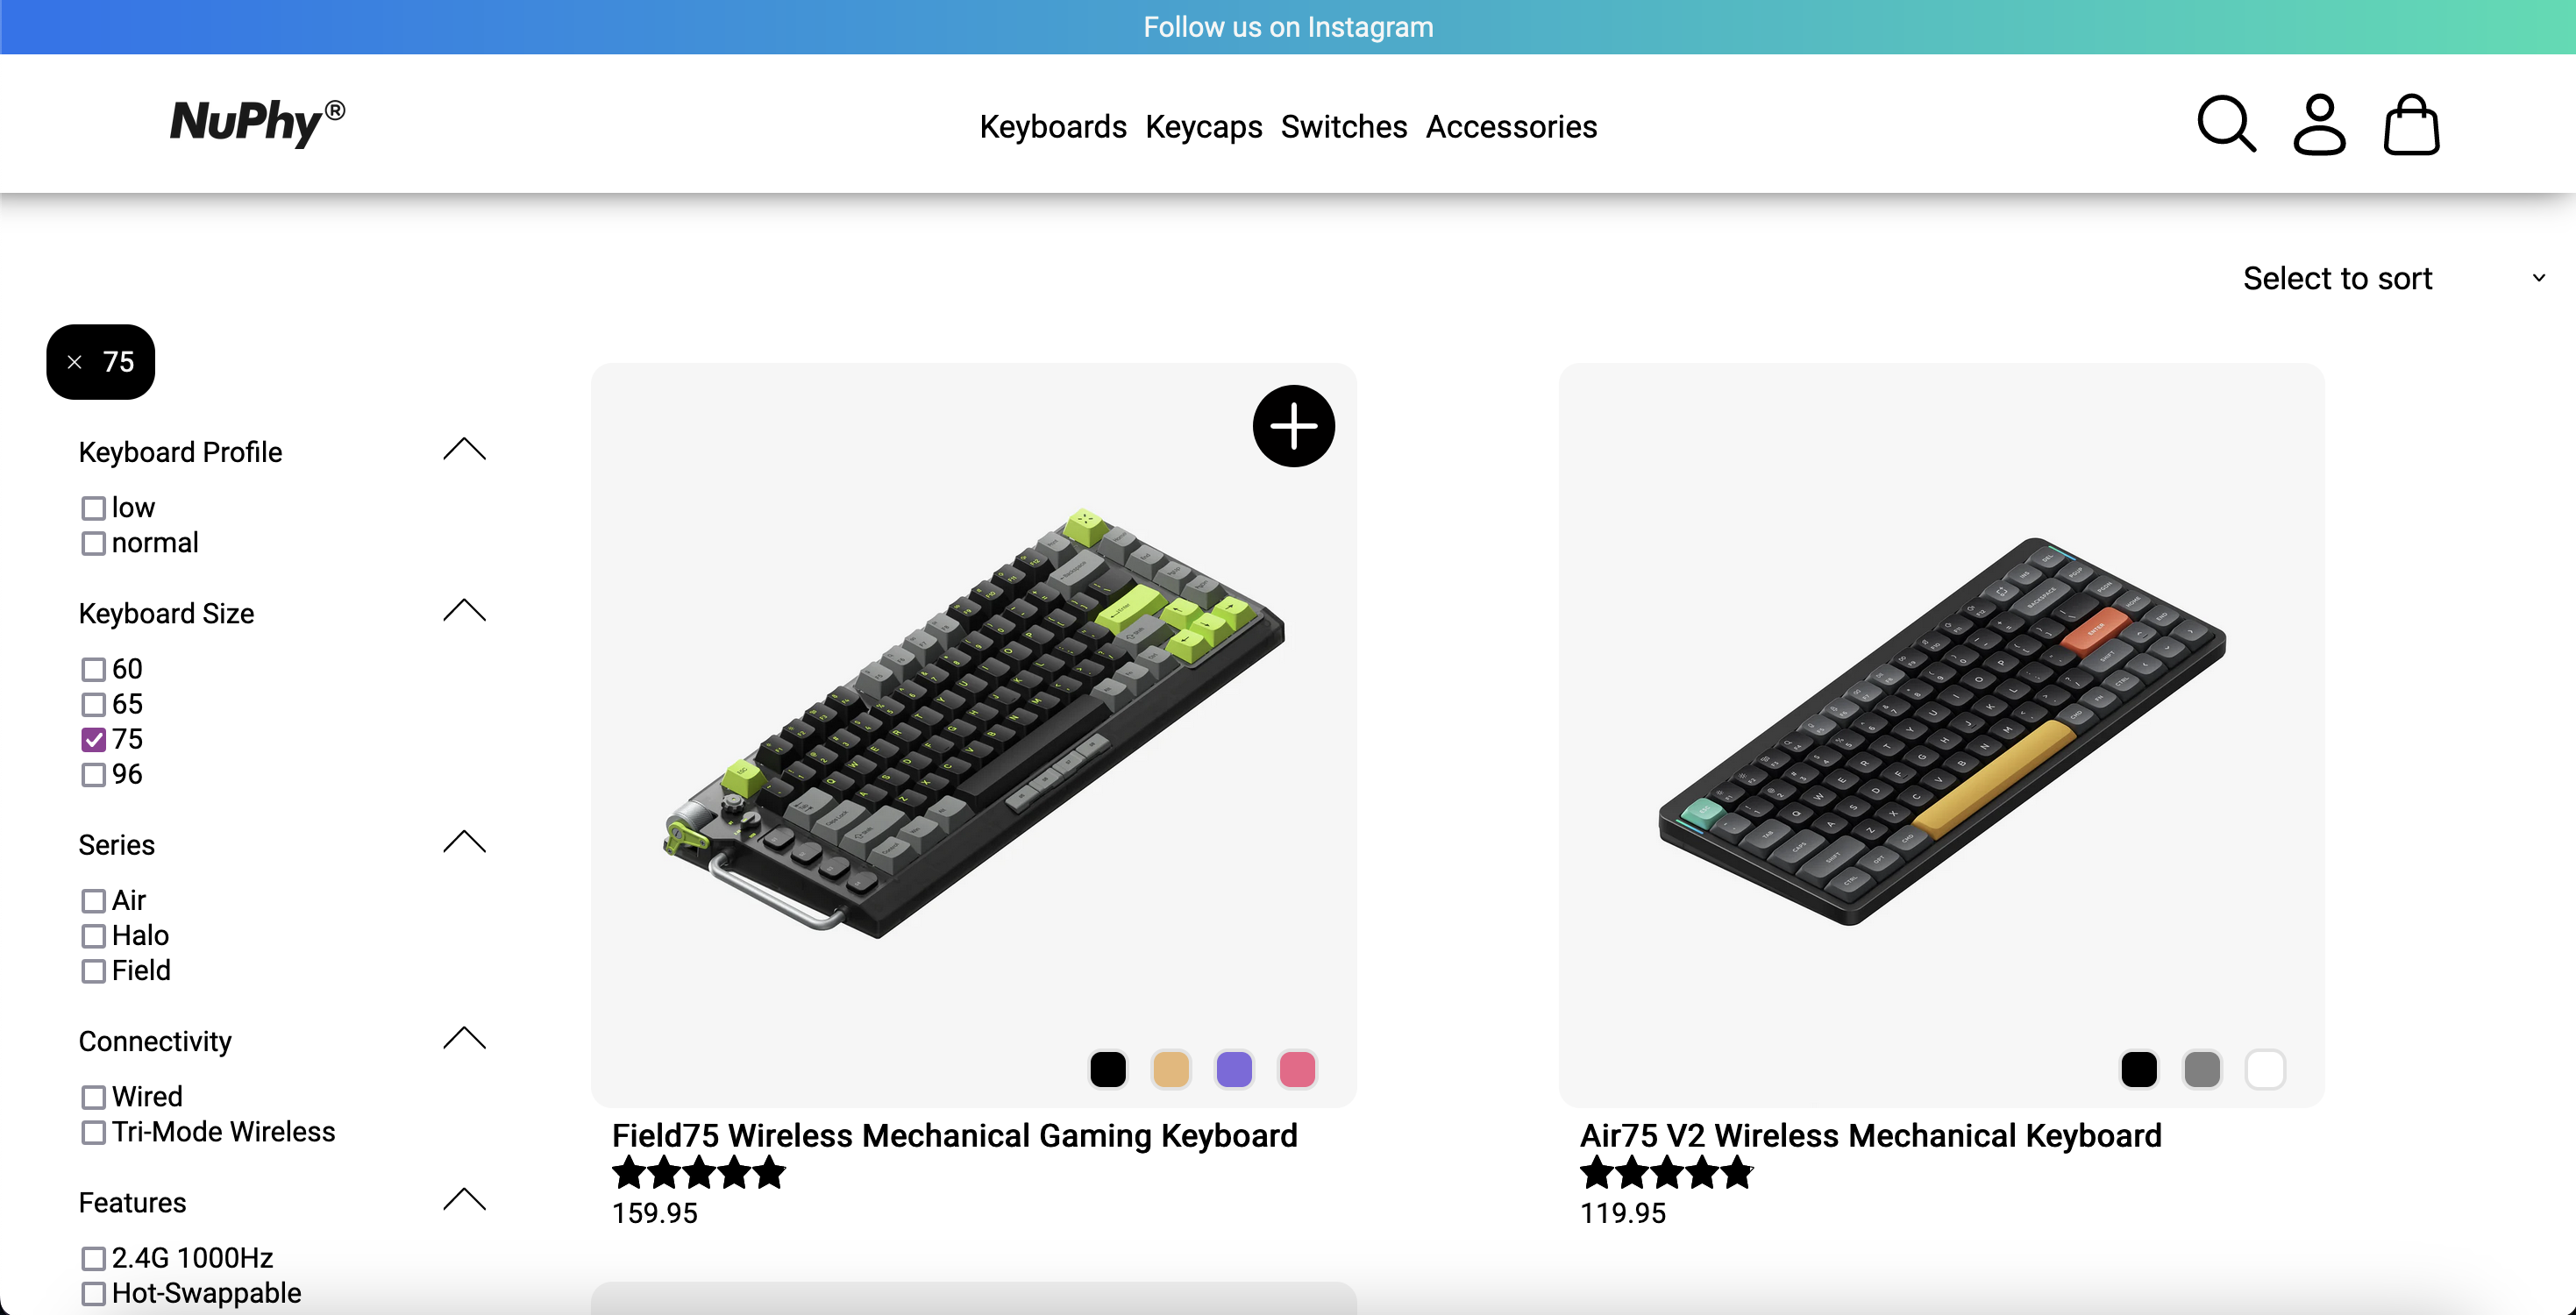 Follow us on Instagram
NuPhy®
Keyboards Keycaps Switches Accessories
Select to sort
75
Keyboard Profile
low
normal
Keyboard Size
60
65
75
96
Series
Air
Halo
Field
Connectivity
Wired
Tri-Mode Wireless
Features
2.4G 1000Hz
Hot-Swappable
Field75 Wireless Mechanical Gaming Keyboard
159.95
Air75 V2 Wireless Mechanical Keyboard
119.95